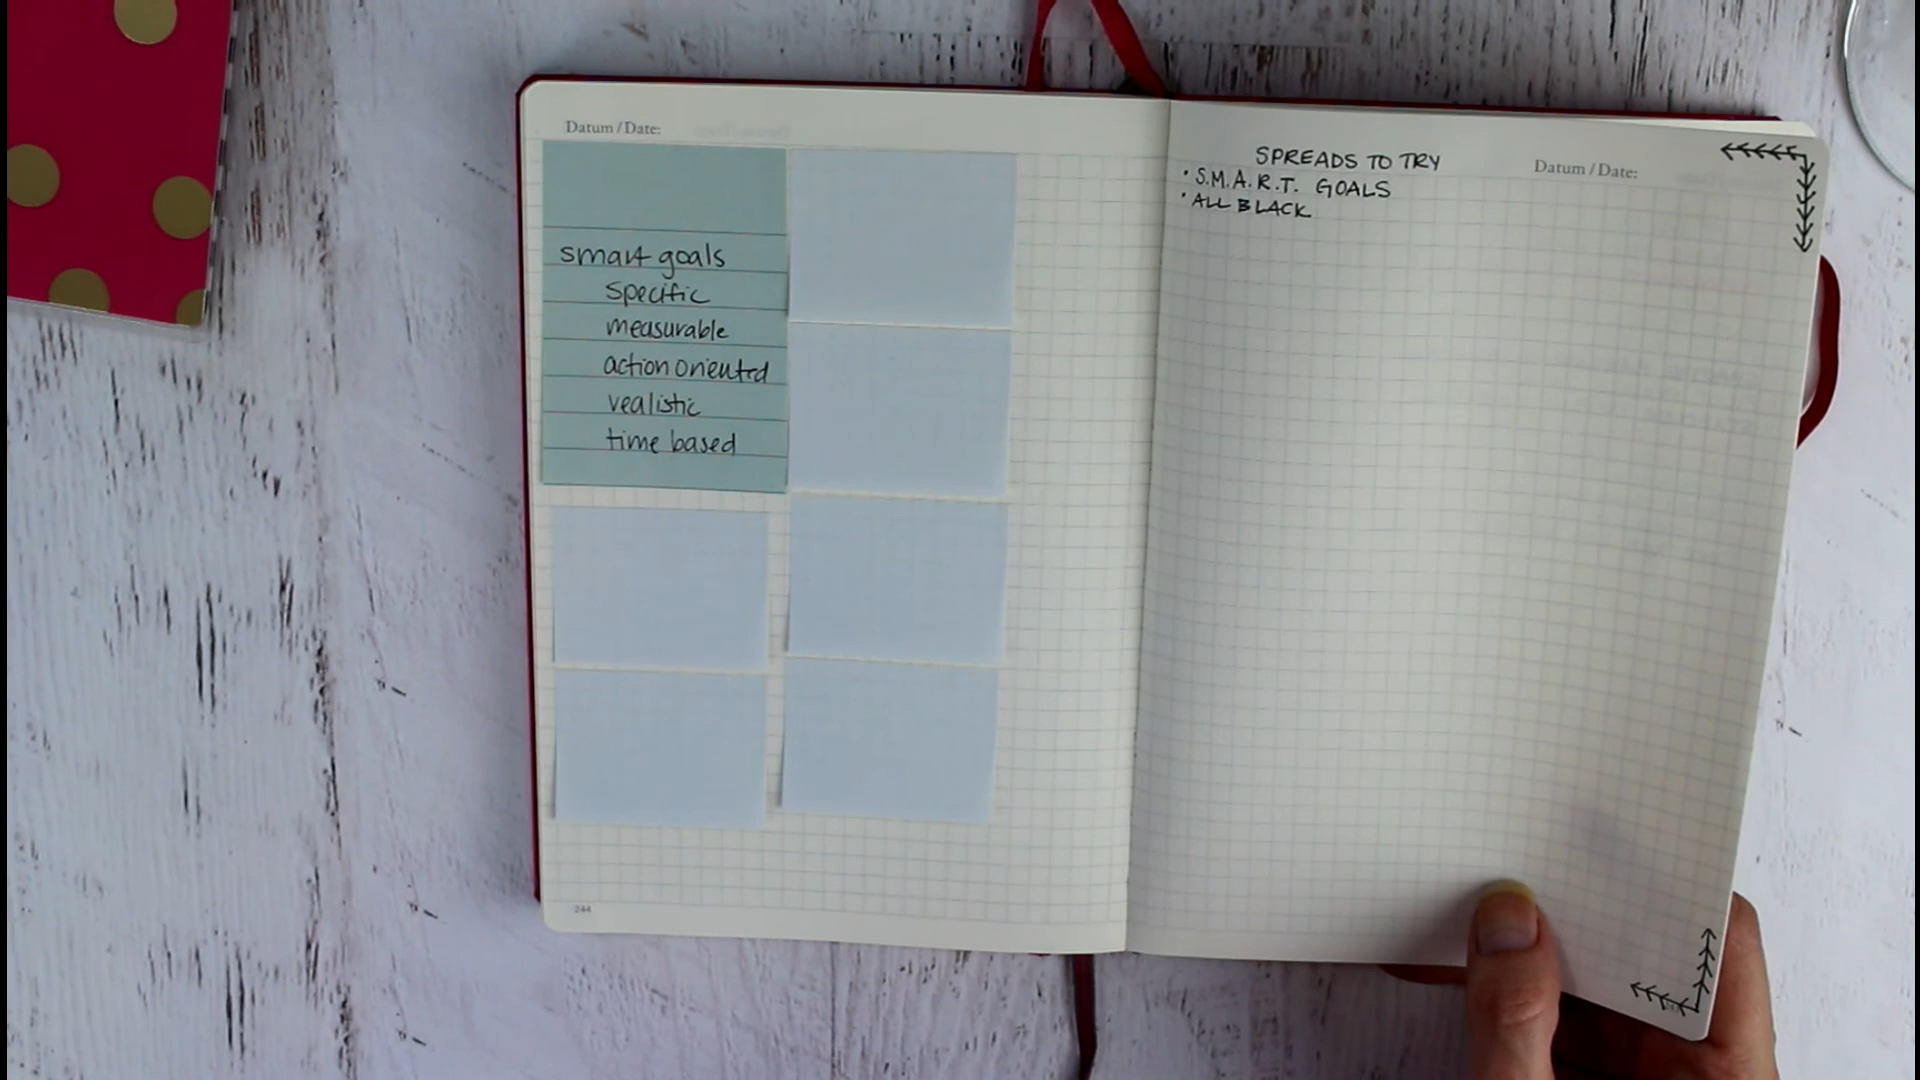 Datum / Date:
smart goals
specific
measurable
action oriented
realistic
time based
244
SPREADS TO TRY
Datum / Date:
• S.M.A.R.T. GOALS
• ALL BLACK